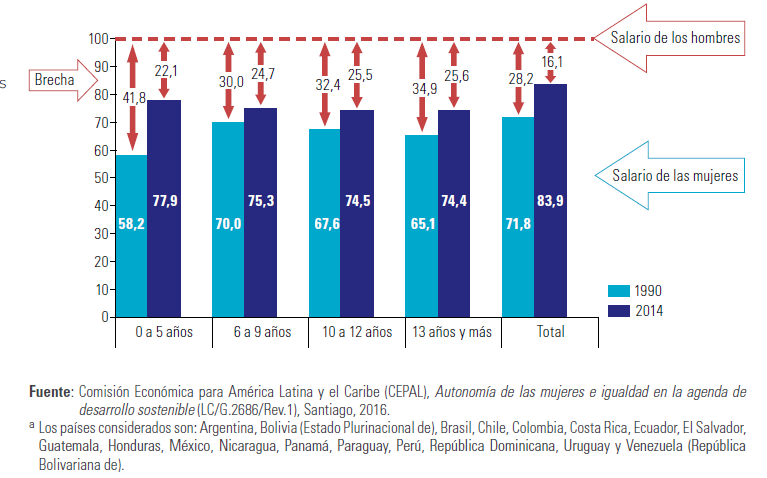 Salario de los hombres
100
90
80
70
60
50
40
30
20
10
0
s
Brecha
41,8
22,1
30,0
24,7
32,4
25,5
34,9
25,6
28,2
16,1
58,2
77,9
70,0
75,3
67,6
74,5
65,1
74,4
71,8
83,9
Salario de las mujeres
1990
2014
0 a 5 años
6 a 9 años
10 a 12 años
13 años y más
Total
Fuente: Comisión Económica para América Latina y el Caribe (CEPAL), Autonomía de las mujeres e igualdad en la agenda de
desarrollo sostenible (LC/G.2686/Rev.1), Santiago, 2016.
a Los países considerados son: Argentina, Bolivia (Estado Plurinacional de), Brasil, Chile, Colombia, Costa Rica, Ecuador, El Salvador,
Guatemala, Honduras, México, Nicaragua, Panamá, Paraguay, Perú, República Dominicana, Uruguay y Venezuela (República
Bolivariana de).